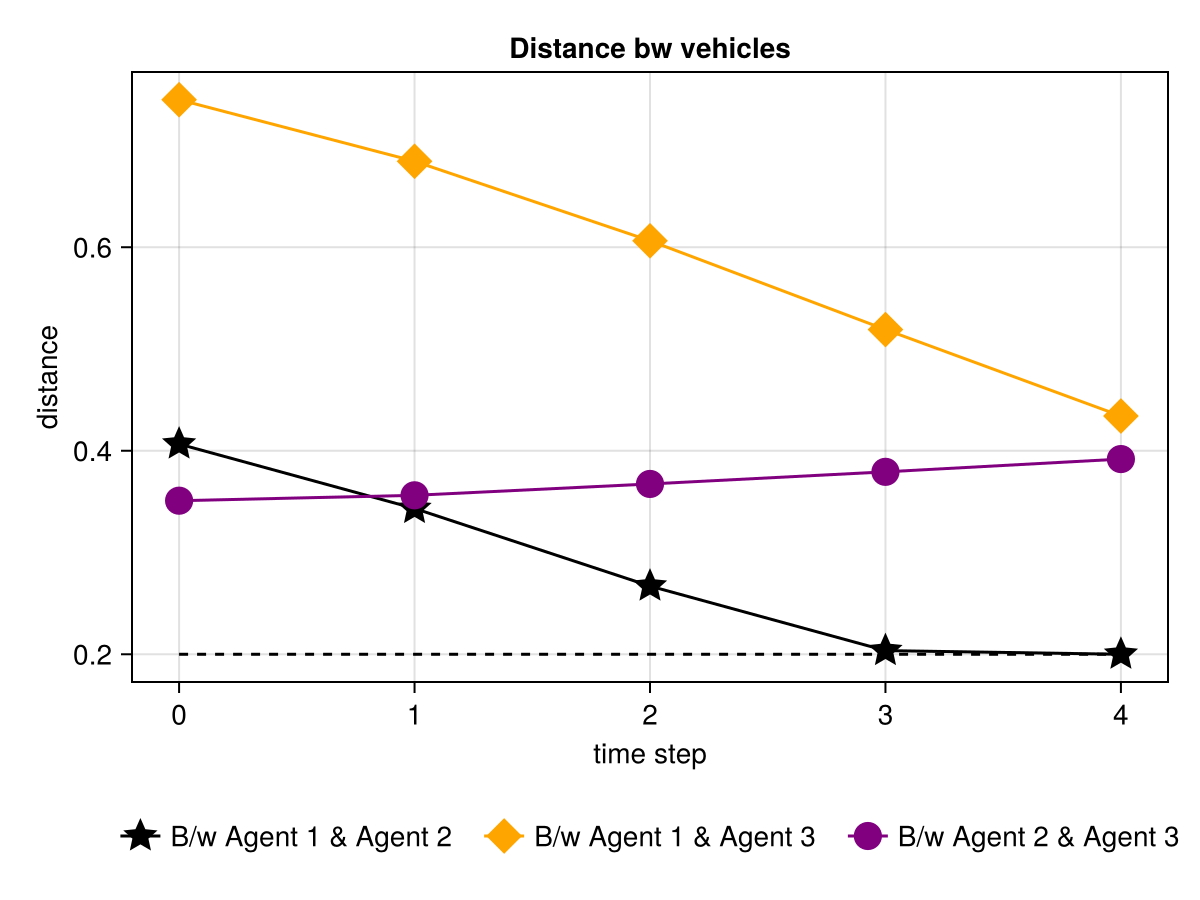 Distance bw vehicles
distance
0.6
0.4
0.2
0 1 2 3 4
time step
B/w Agent 1 & Agent 2 B/w Agent 1 & Agent 3 B/w Agent 2 & Agent 3